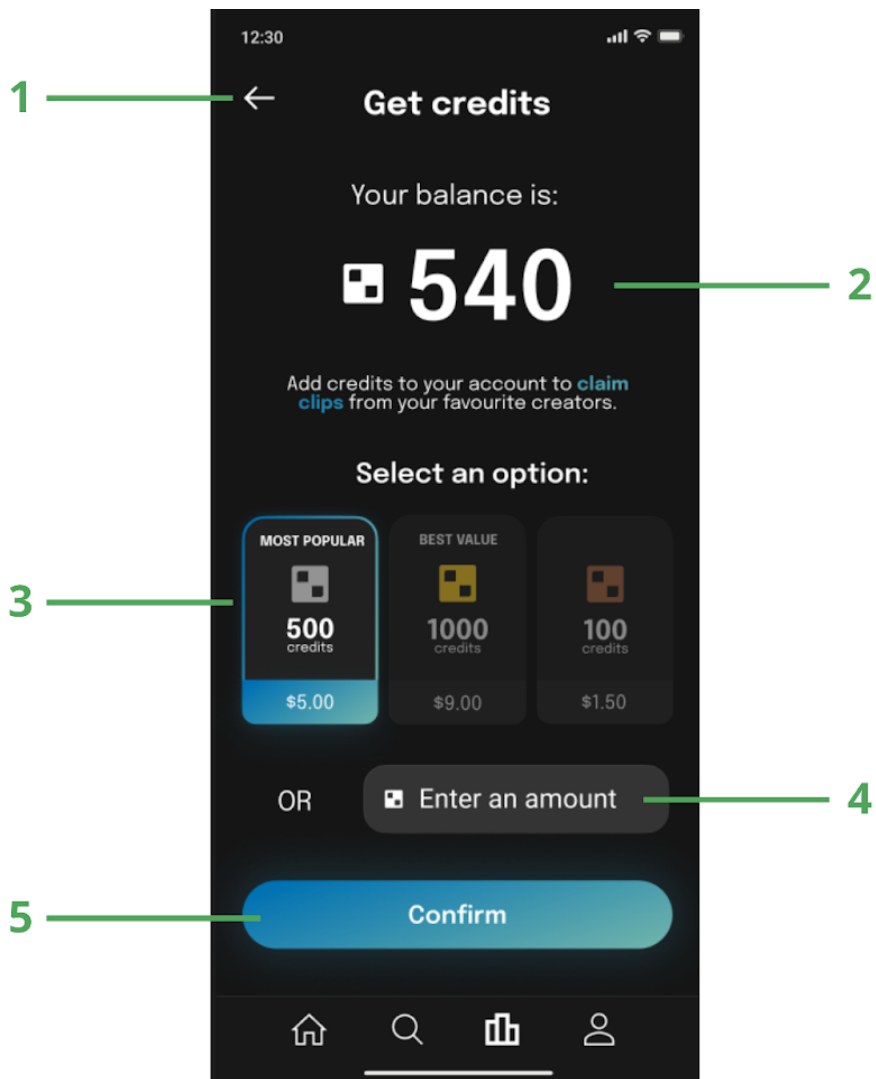 12:30
1
Get credits
Your balance is:
540
2
Add credits to your account to claim
clips from your favourite creators.
Select an option:
MOST POPULAR
500
credits
$5.00
BEST VALUE
1000
credits
$9.00
100
credits
$1.50
3
OR
Enter an amount
4
5
Confirm